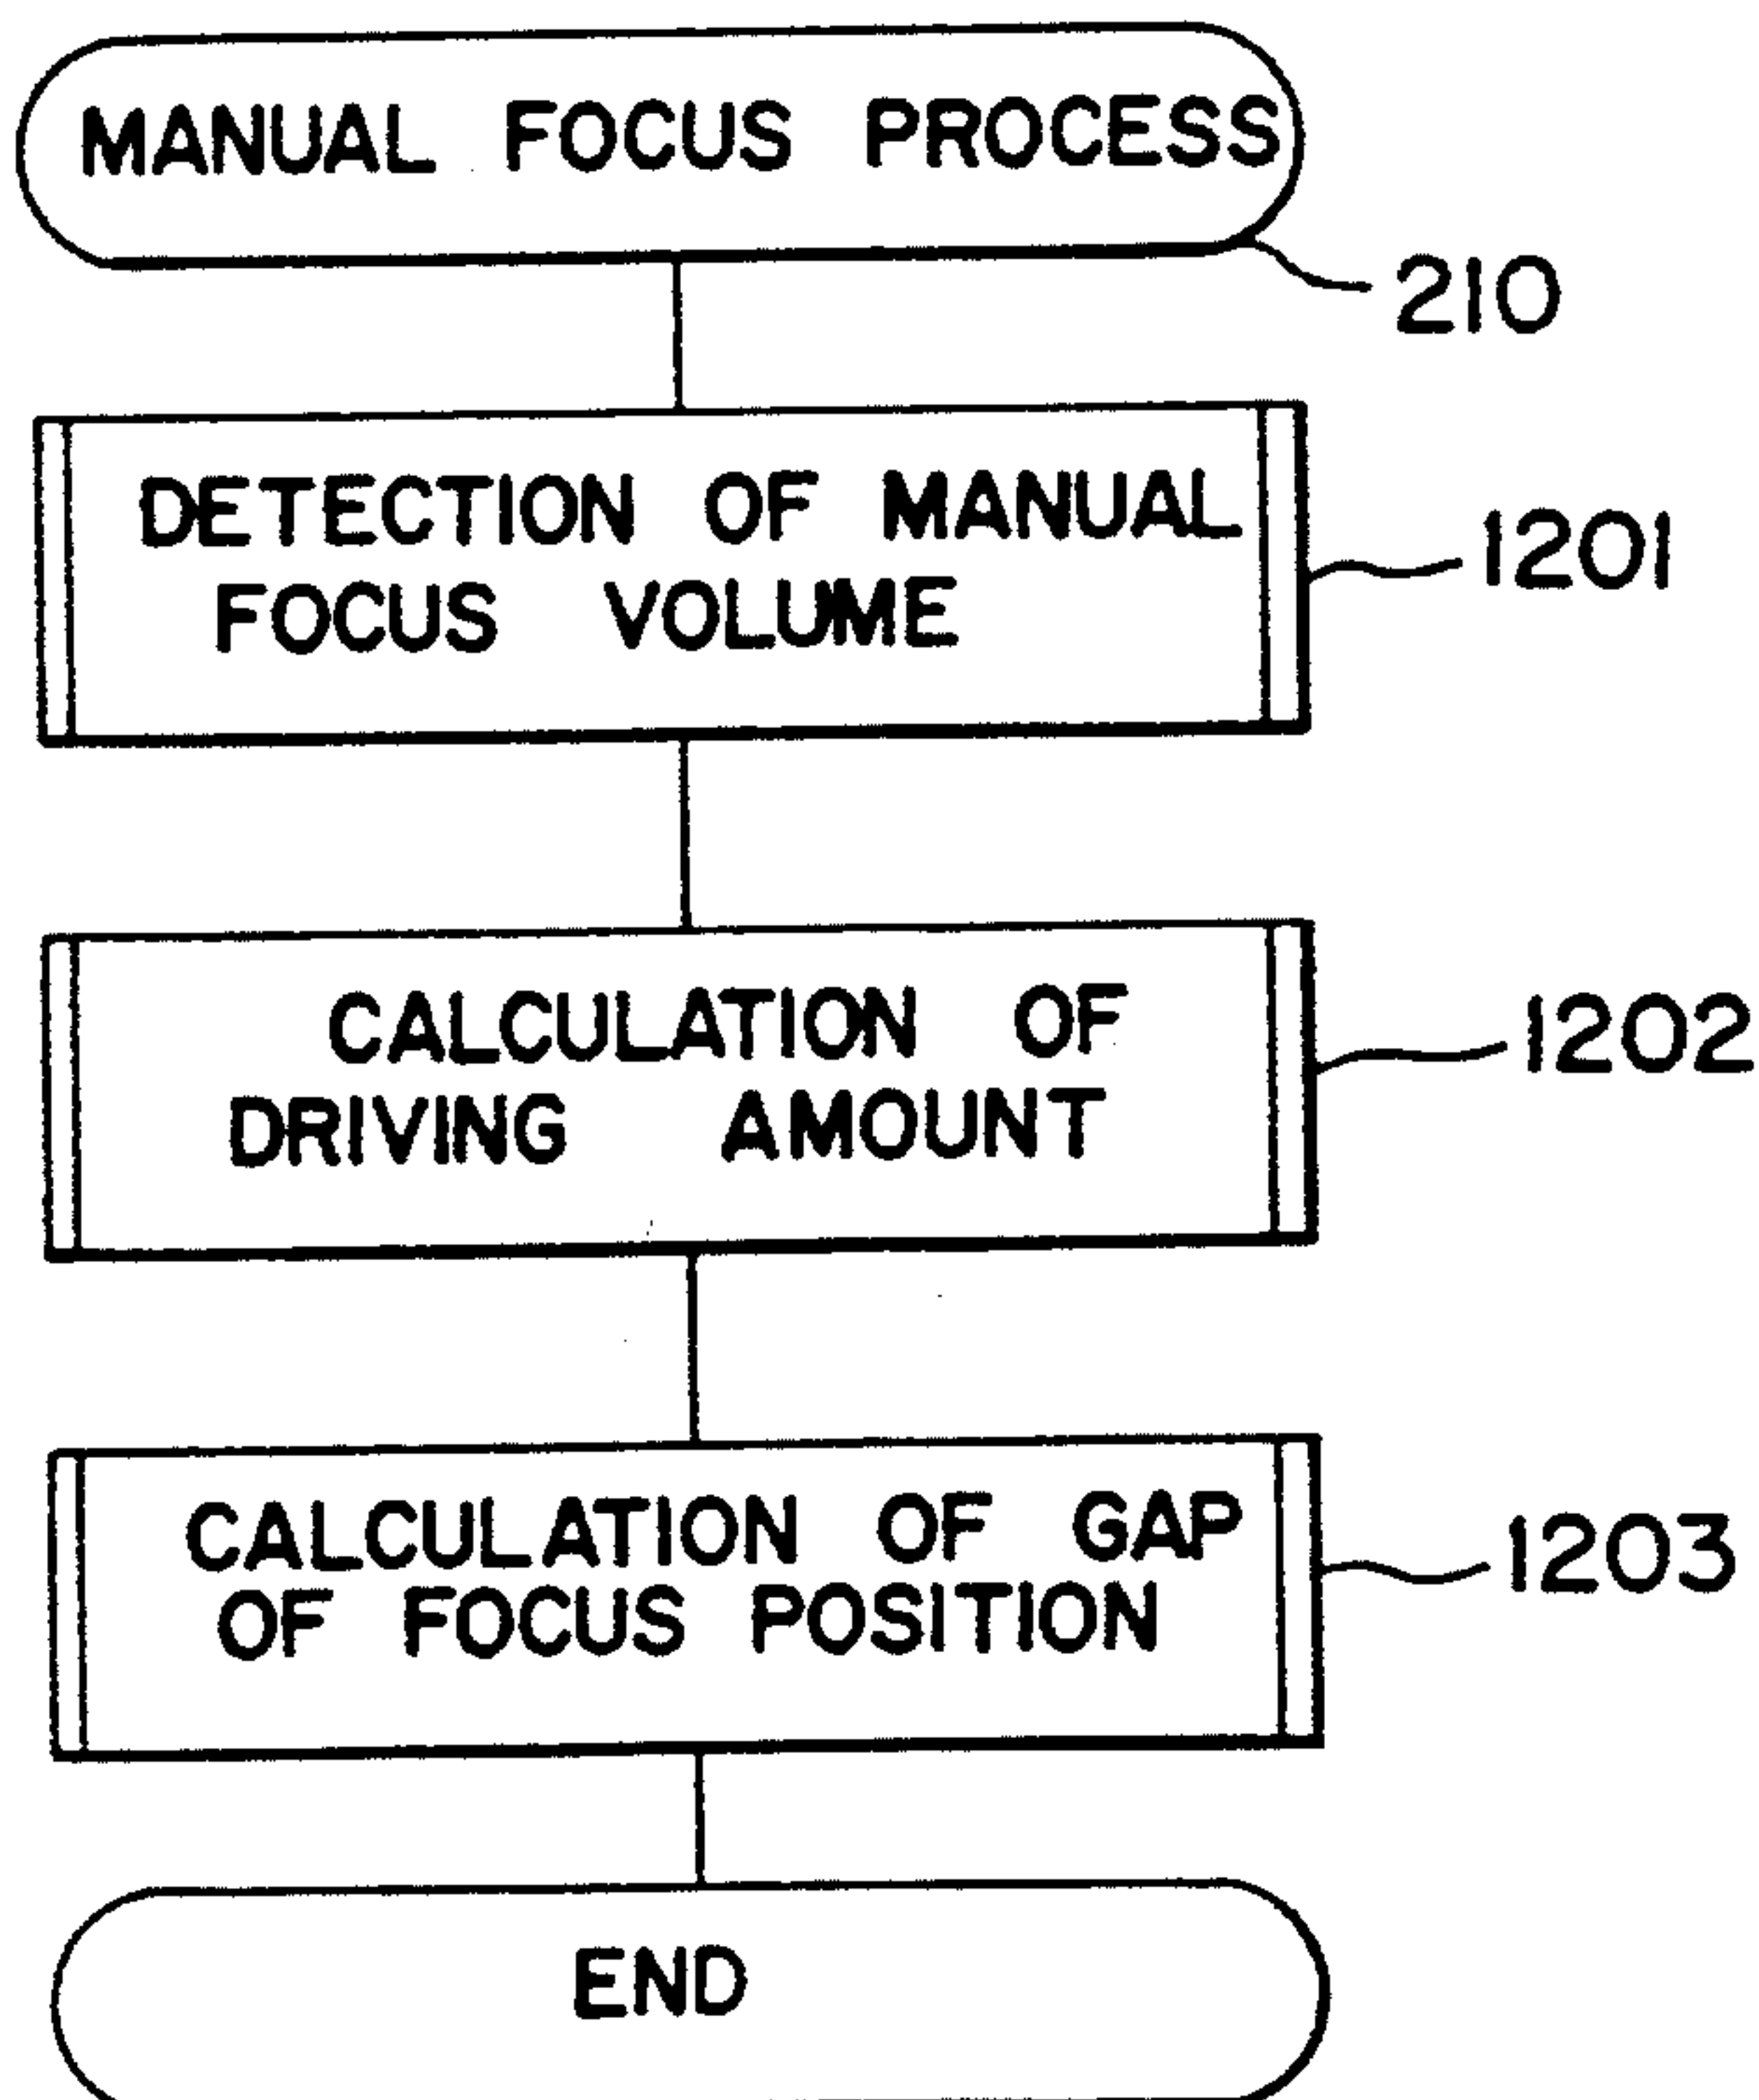 MANUAL FOCUS PROCESS
210
DETECTION OF MANUAL
FOCUS VOLUME
1201
CALCULATION OF
DRIVING AMOUNT
1202
CALCULATION OF GAP
OF FOCUS POSITION
1203
END